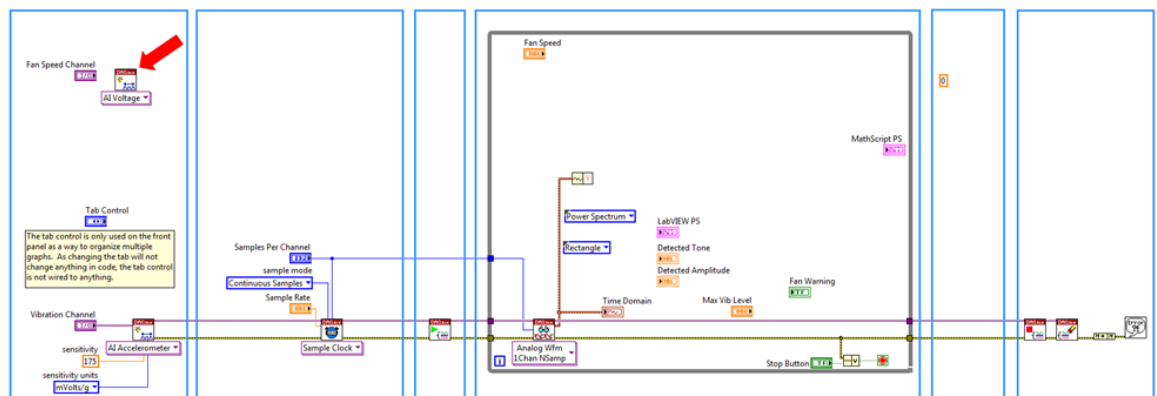 Fan Speed Channel
AI Voltage
Tab Control
The tab control is only used on the front
panel as a way to organize multiple
graphs. As changing the tab will not
change anything in code, the tab control
is not wired to anything.
Vibration Channel
AI Accelerometer
sensitivity
175
sensitivity units
mVolts/g
Samples Per Channel
sample mode
Continuous Samples
Sample Rate
Sample Clock
Fan Speed
MathScript PS
Power Spectrum
Rectangle
LabVIEW PS
Detected Tone
Detected Amplitude
Fan Warning
Time Domain
Max Vib Level
Analog Wfm
1Chan NSamp
i
Stop Button
0